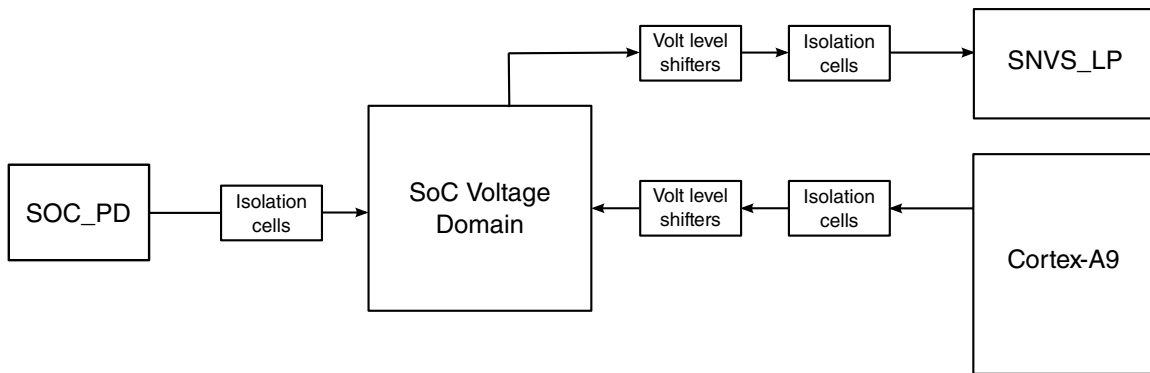 Volt level
shifters
Isolation
cells
SNVS_LP
SOC_PD
Isolation
cells
SoC Voltage
Domain
Volt level
shifters
Isolation
cells
Cortex-A9